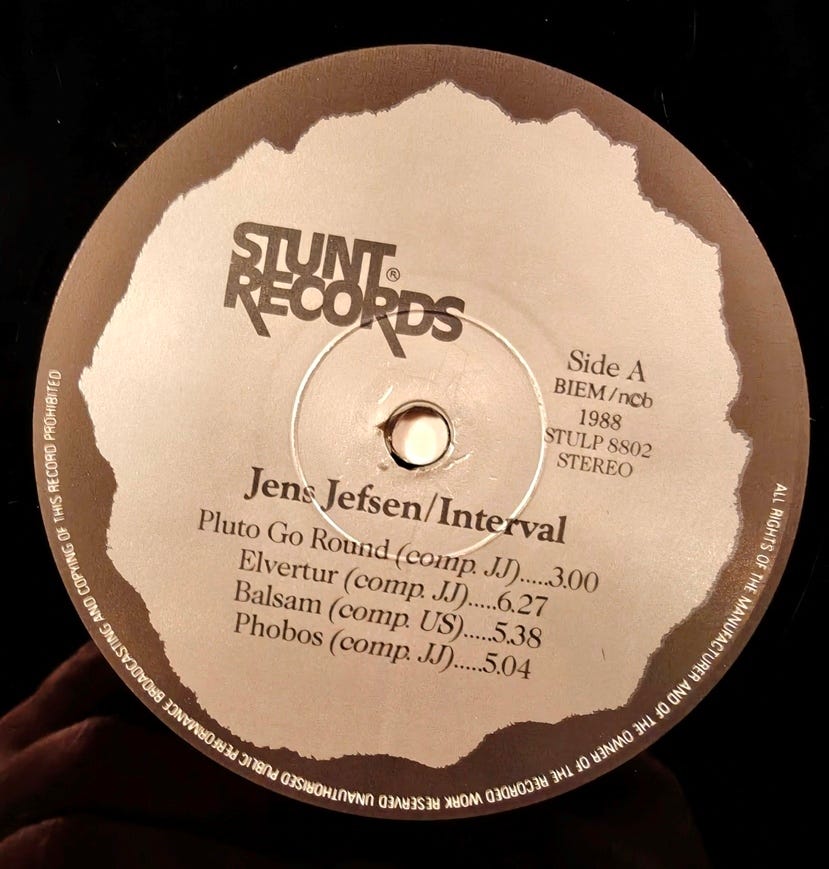 STUNT®
RECORDS
Side A
BIEM/ncb
1988
STULP 8802
STEREO
Jens Jefsen/Interval
Pluto Go Round (comp. JJ).....3.00
Elvertur (comp. JJ).....6.27
Balsam (comp. US).....5.38
Phobos (comp. JJ).....5.04
ALL RIGHTS OF THE MANUFACTURER AND OF THE OWNER OF THE RECORDED WORK RESERVED UNAUTHORISED PUBLIC PERFORMANCE BROADCASTING AND COPYING OF THIS RECORD PROHIBITED